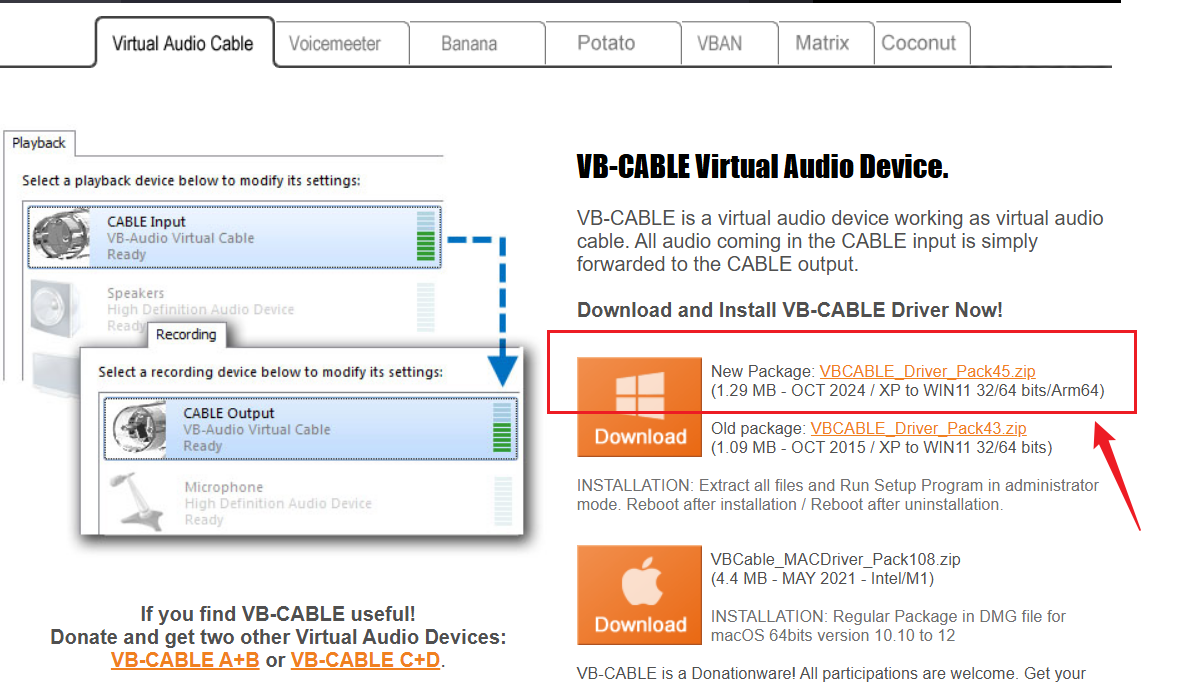 Virtual Audio Cable
Voicemeeter
Banana
Potato
VBAN
Matrix
Coconut
Playback
Select a playback device below to modify its settings:
CABLE Input
VB-Audio Virtual Cable
Ready
Speakers
High Definition Audio Device
Ready
Recording
Select a recording device below to modify its settings:
CABLE Output
VB-Audio Virtual Cable
Ready
Microphone
High Definition Audio Device
Ready
If you find VB-CABLE useful!
Donate and get two other Virtual Audio Devices:
VB-CABLE A+B or VB-CABLE C+D.
VB-CABLE Virtual Audio Device.
VB-CABLE is a virtual audio device working as virtual audio
cable. All audio coming in the CABLE input is simply
forwarded to the CABLE output.
Download and Install VB-CABLE Driver Now!
Download
New Package: VBCABLE_Driver_Pack45.zip
(1.29 MB - OCT 2024 / XP to WIN11 32/64 bits/Arm64)
Old package: VBCABLE_Driver_Pack43.zip
(1.09 MB - OCT 2015 / XP to WIN11 32/64 bits)
INSTALLATION: Extract all files and Run Setup Program in administrator
mode. Reboot after installation / Reboot after uninstallation.
Download
VBCable_MACDriver_Pack108.zip
(4.4 MB - MAY 2021 - Intel/M1)
INSTALLATION: Regular Package in DMG file for
macOS 64bits version 10.10 to 12
VB-CABLE is a Donationware! All participations are welcome. Get your